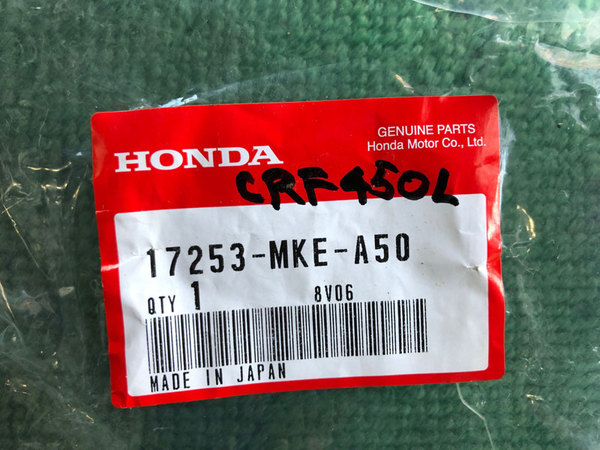 GENUINE PARTS
Honda Motor Co., Ltd.
HONDA
CRF450L
17253-MKE-A50
QTY 1 8V06
MADE IN JAPAN